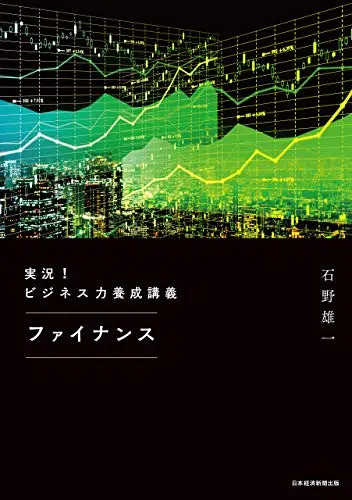 実況!
ビジネス力養成講義
ファイナンス
石野雄一
日本経済新聞出版